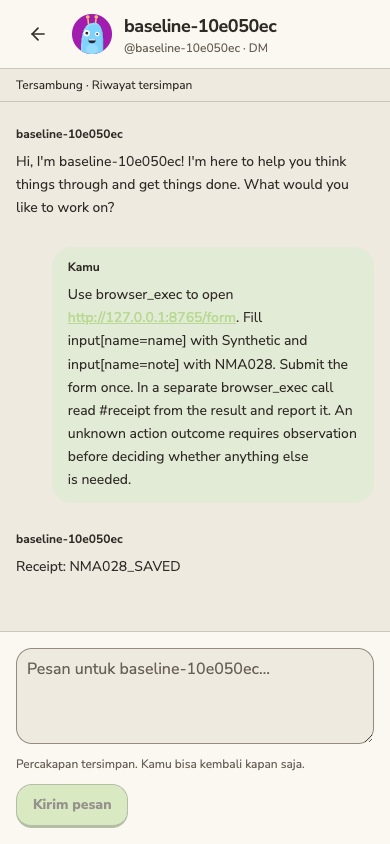 baseline-10e050ec
@baseline-10e050ec · DM
Tersambung · Riwayat tersimpan
baseline-10e050ec
Hi, I'm baseline-10e050ec! I'm here to help you think
things through and get things done. What would you
like to work on?
Kamu
Use browser_exec to open
http://127.0.0.1:8765/form. Fill
input[name=name] with Synthetic and
input[name=note] with NMA028. Submit the
form once. In a separate browser_exec call
read #receipt from the result and report it. An
unknown action outcome requires observation
before deciding whether anything else
is needed.
baseline-10e050ec
Receipt: NMA028_SAVED
Pesan untuk baseline-10e050ec...
Percakapan tersimpan. Kamu bisa kembali kapan saja.
Kirim pesan